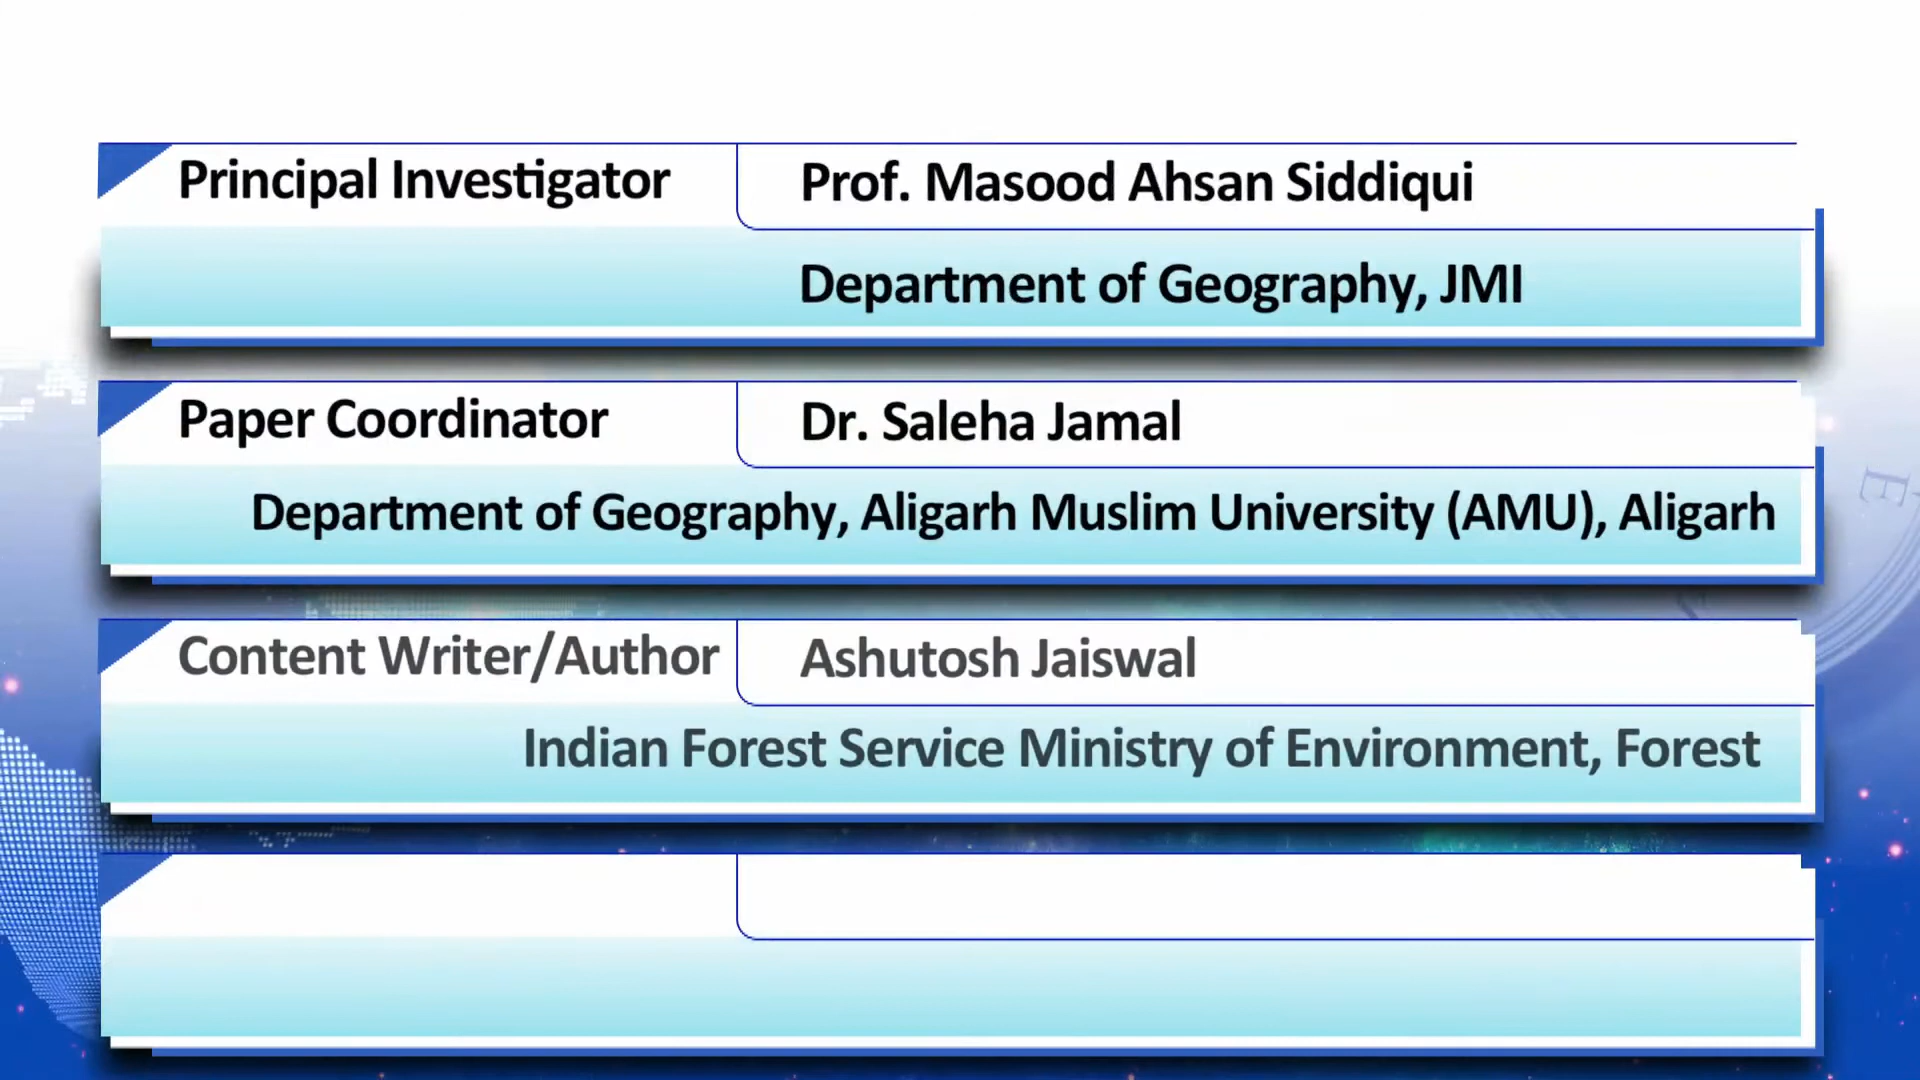 Principal Investigator Prof. Masood Ahsan Siddiqui
Department of Geography, JMI
Paper Coordinator Dr. Saleha Jamal
Department of Geography, Aligarh Muslim University (AMU), Aligarh
Content Writer/Author Ashutosh Jaiswal
Indian Forest Service Ministry of Environment, Forest
E